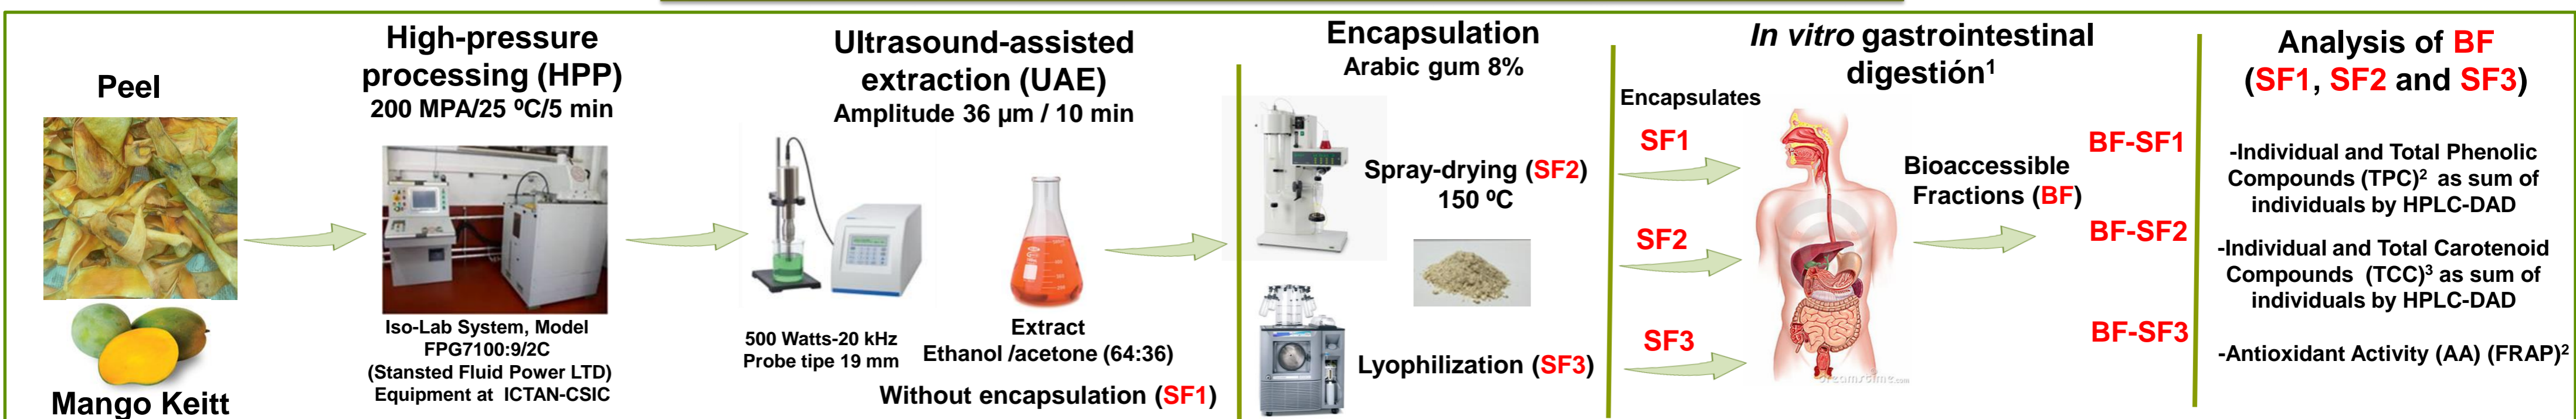 Peel
Mango Keitt
High-pressure
processing (HPP)
200 MPA/25 ºC/5 min
Iso-Lab System, Model
FPG7100:9/2C
(Stansted Fluid Power LTD)
Equipment at ICTAN-CSIC
Ultrasound-assisted
extraction (UAE)
Amplitude 36 µm / 10 min
500 Watts-20 kHz
Probe tipe 19 mm
Extract
Ethanol /acetone (64:36)
Without encapsulation (SF1)
Encapsulation
Arabic gum 8%
Spray-drying (SF2)
150 ºC
Lyophilization (SF3)
In vitro gastrointestinal
digestión¹
Encapsulates
SF1
SF2
SF3
Bioaccessible
Fractions (BF)
BF-SF1
BF-SF2
BF-SF3
Analysis of BF
(SF1, SF2 and SF3)
-Individual and Total Phenolic
Compounds (TPC)² as sum of
individuals by HPLC-DAD
-Individual and Total Carotenoid
Compounds (TCC)³ as sum of
individuals by HPLC-DAD
-Antioxidant Activity (AA) (FRAP)²